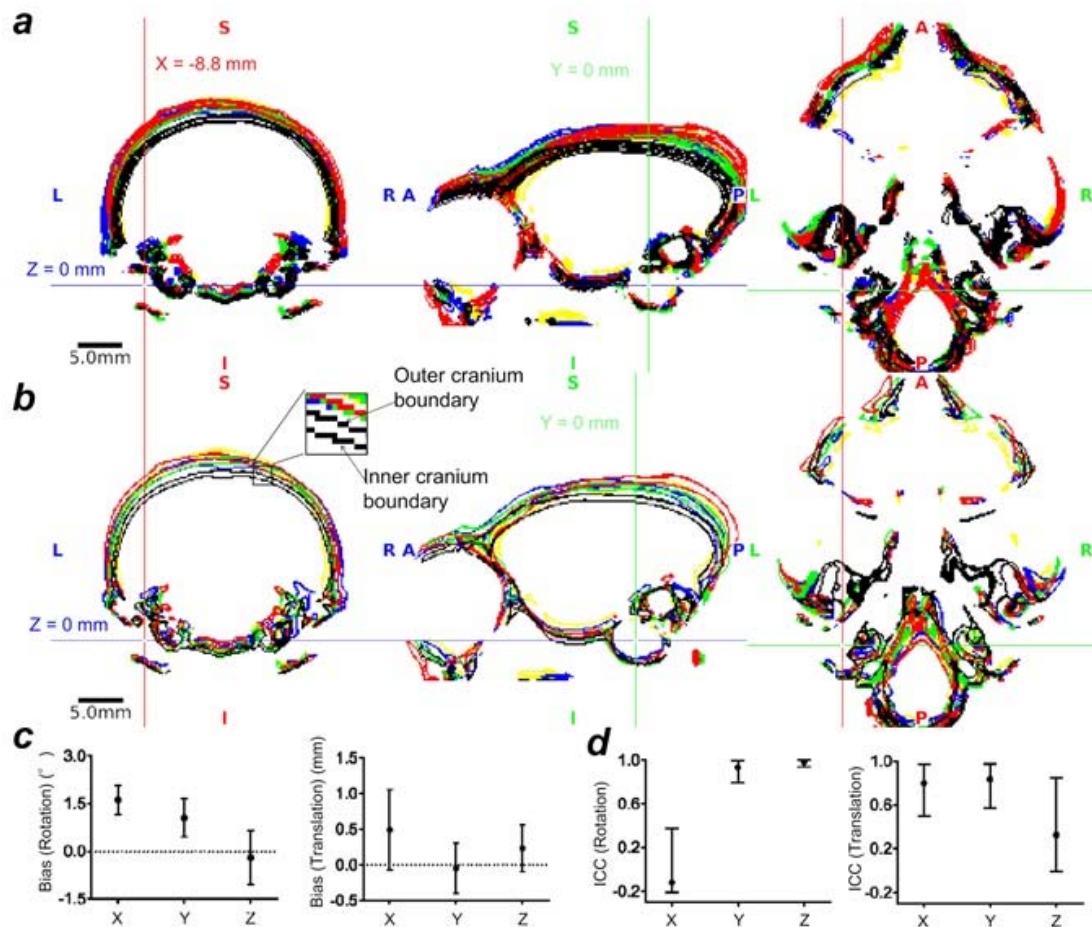 a
S
S
A
X = -8.8 mm
Y = 0 mm
L
R
A
P
L
R
Z = 0 mm
5.0mm
I
I
P
b
S
S
A
Outer cranium
boundary
Y = 0 mm
Inner cranium
boundary
L
R
A
P
L
R
Z = 0 mm
5.0mm
I
I
P
c
Bias (Rotation) (°)
3.0
1.5
0.0
-1.5
X
Y
Z
Bias (Translation) (mm)
1.5
1.0
0.5
0.0
-0.5
X
Y
Z
d
ICC (Rotation)
1.0
0.6
0.2
-0.2
X
Y
Z
ICC (Translation)
1.0
0.6
0.2
-0.2
X
Y
Z